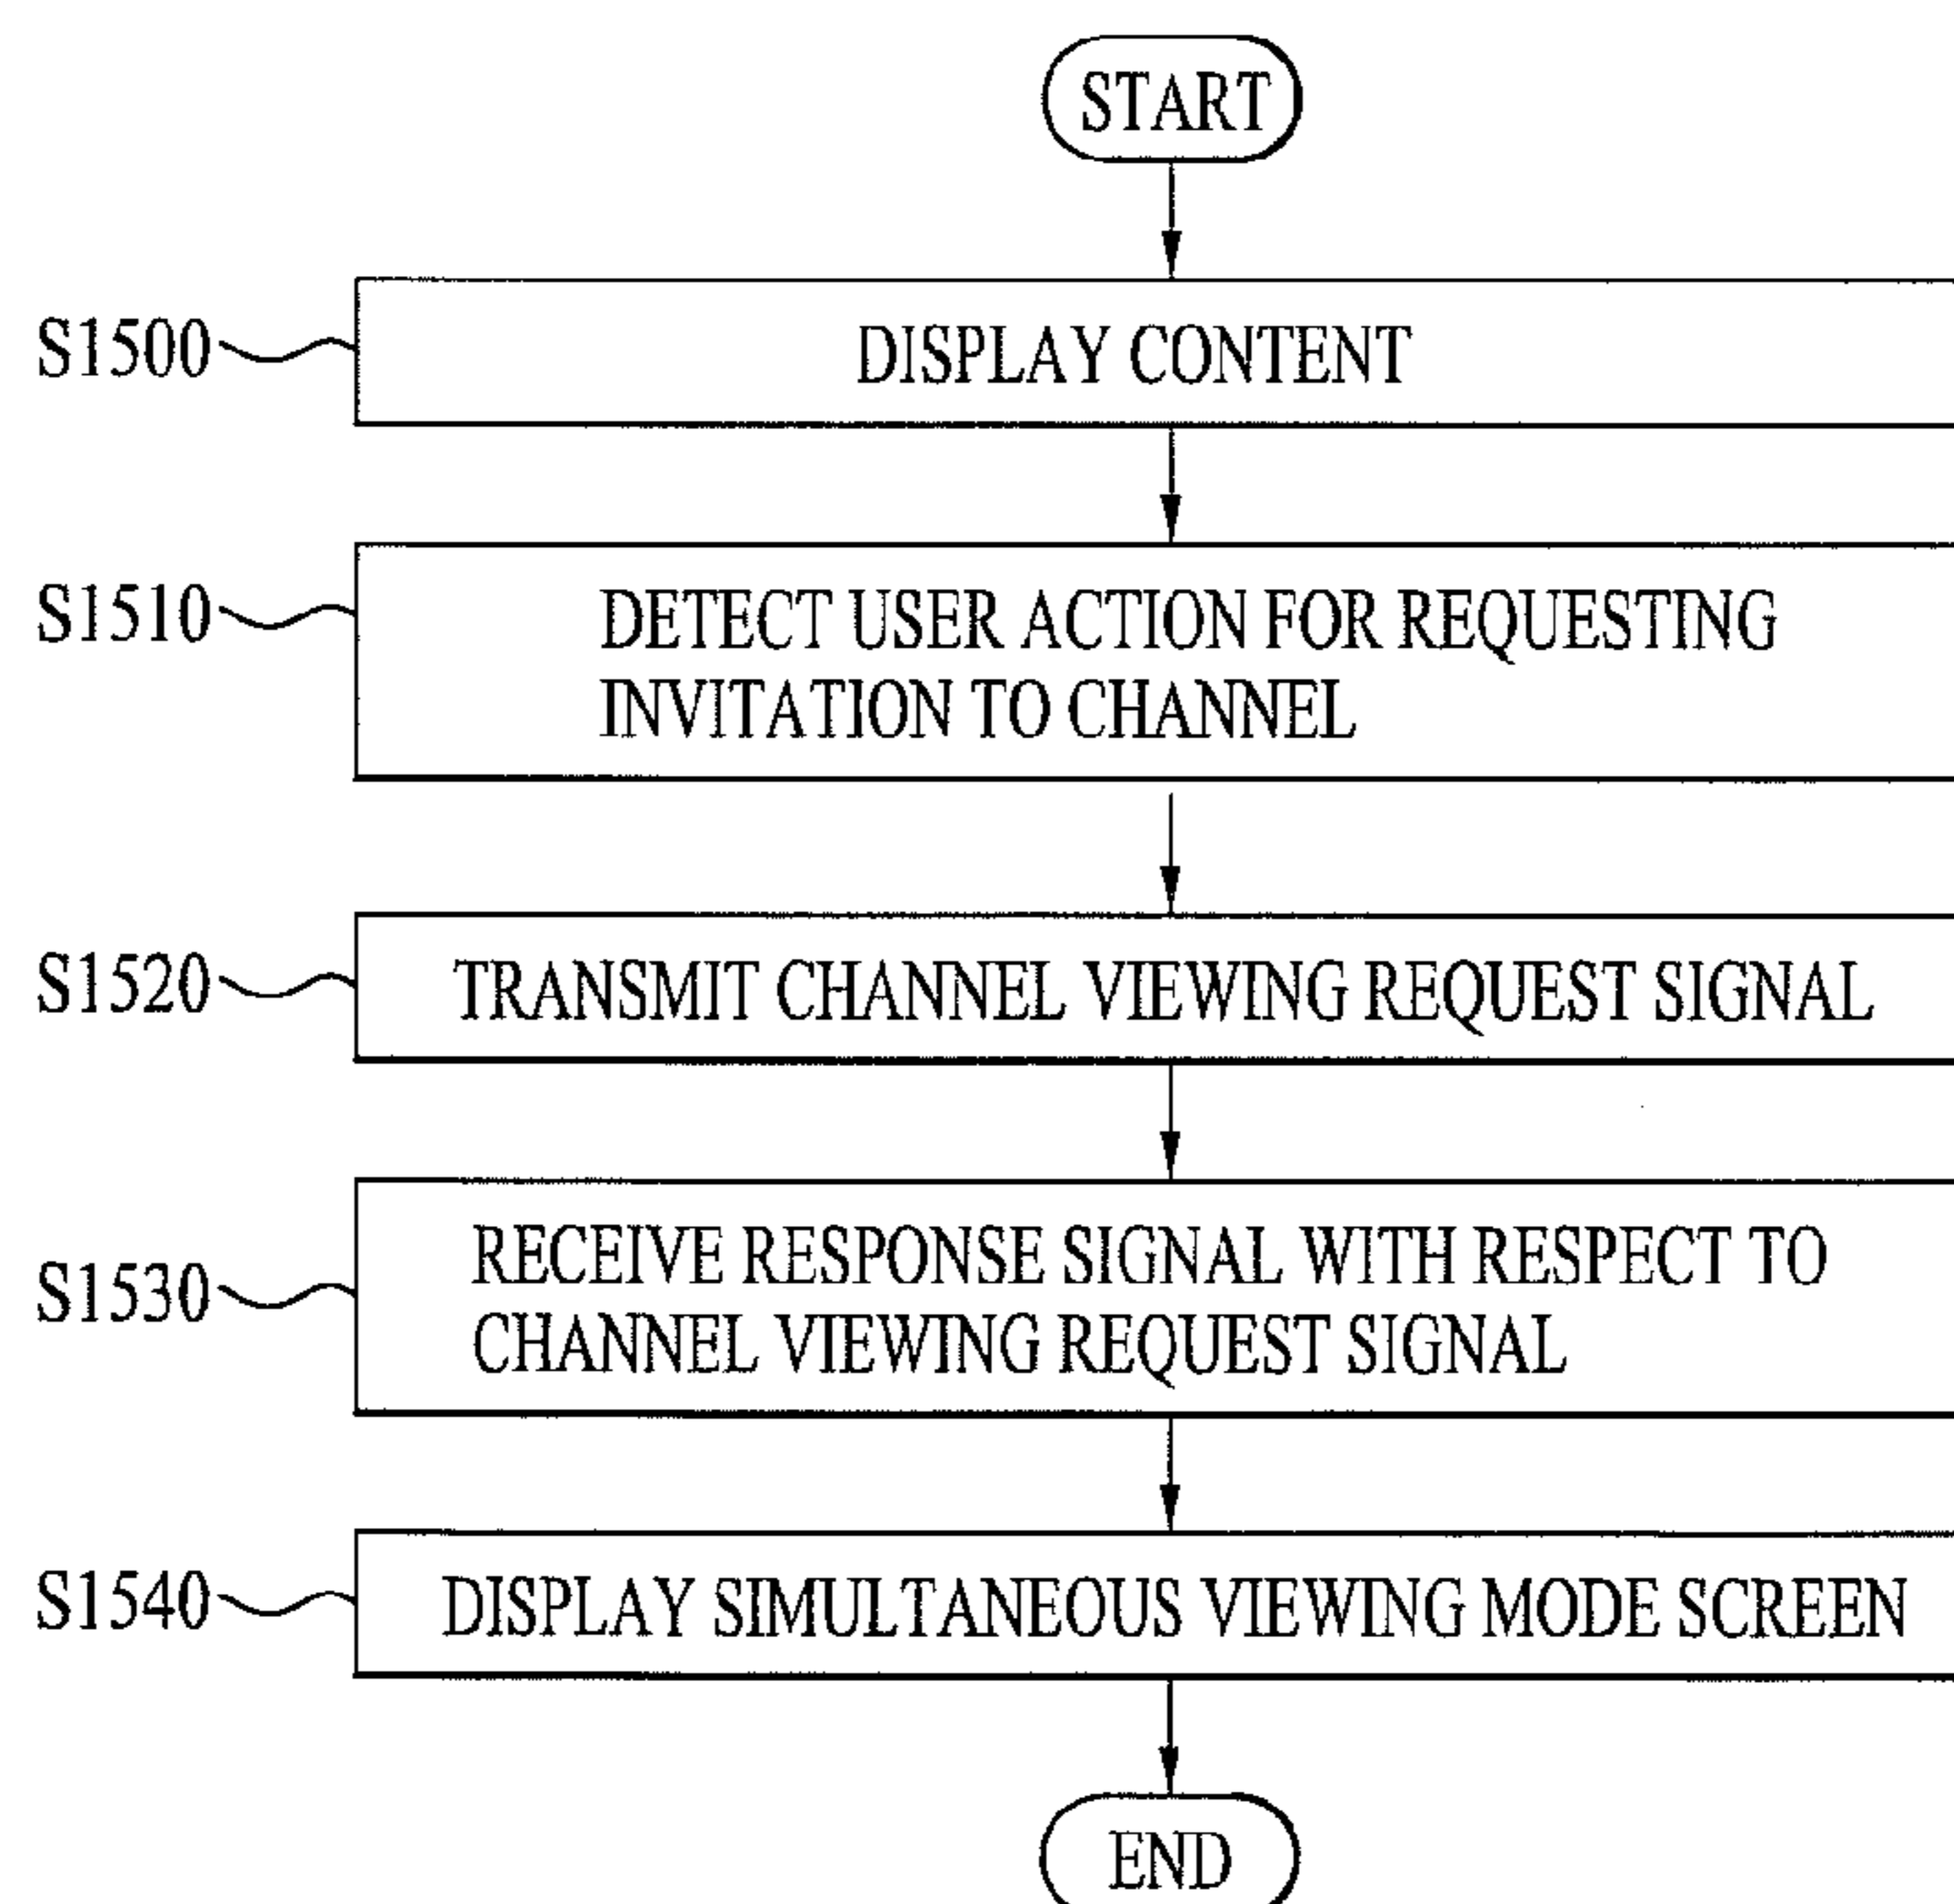 START
S1500
DISPLAY CONTENT
S1510
DETECT USER ACTION FOR REQUESTING
INVITATION TO CHANNEL
S1520
TRANSMIT CHANNEL VIEWING REQUEST SIGNAL
S1530
RECEIVE RESPONSE SIGNAL WITH RESPECT TO
CHANNEL VIEWING REQUEST SIGNAL
S1540
DISPLAY SIMULTANEOUS VIEWING MODE SCREEN
END